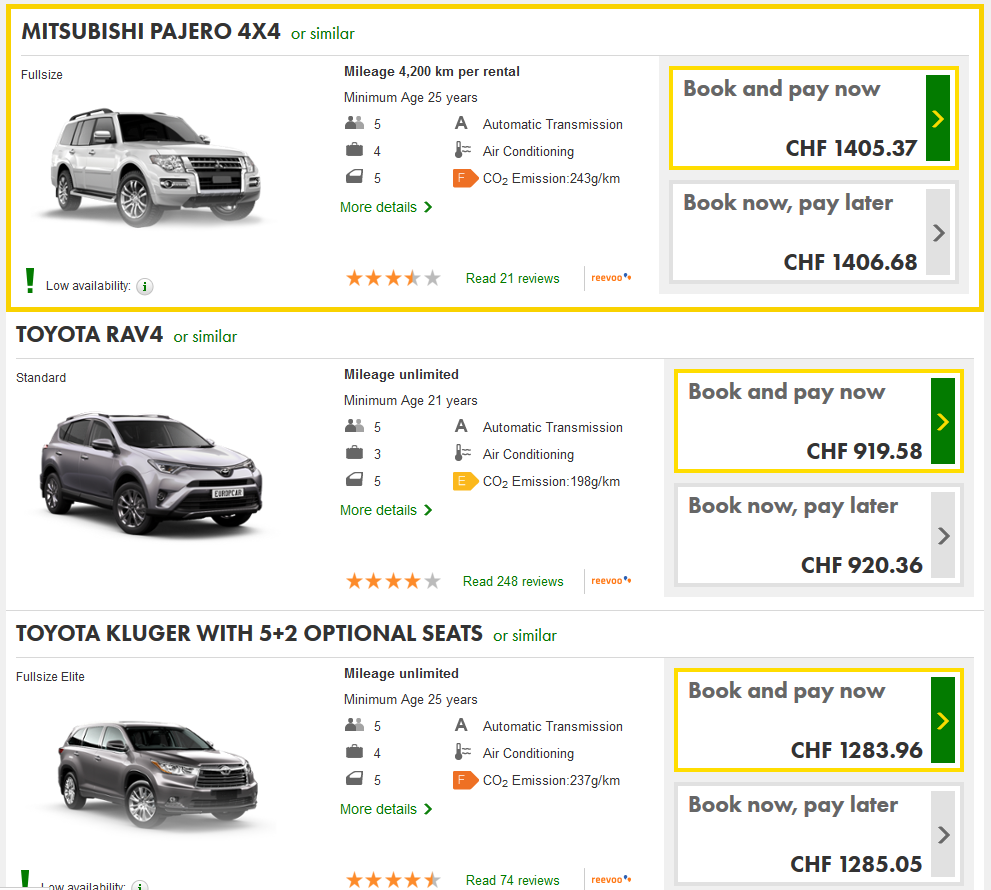 MITSUBISHI PAJERO 4X4 or similar
Fullsize
Mileage 4,200 km per rental
Minimum Age 25 years
5 A Automatic Transmission
4 Air Conditioning
5 F CO2 Emission:243g/km
More details
Low availability: i
Read 21 reviews
reevoo
Book and pay now
CHF 1405.37
Book now, pay later
CHF 1406.68
TOYOTA RAV4 or similar
Standard
EUROPCAR
Mileage unlimited
Minimum Age 21 years
5 A Automatic Transmission
3 Air Conditioning
5 E CO2 Emission:198g/km
More details
Read 248 reviews
reevoo
Book and pay now
CHF 919.58
Book now, pay later
CHF 920.36
TOYOTA KLUGER WITH 5+2 OPTIONAL SEATS or similar
Fullsize Elite
Mileage unlimited
Minimum Age 25 years
5 A Automatic Transmission
4 Air Conditioning
5 F CO2 Emission:237g/km
More details
Low availability: i
Read 74 reviews
reevoo
Book and pay now
CHF 1283.96
Book now, pay later
CHF 1285.05